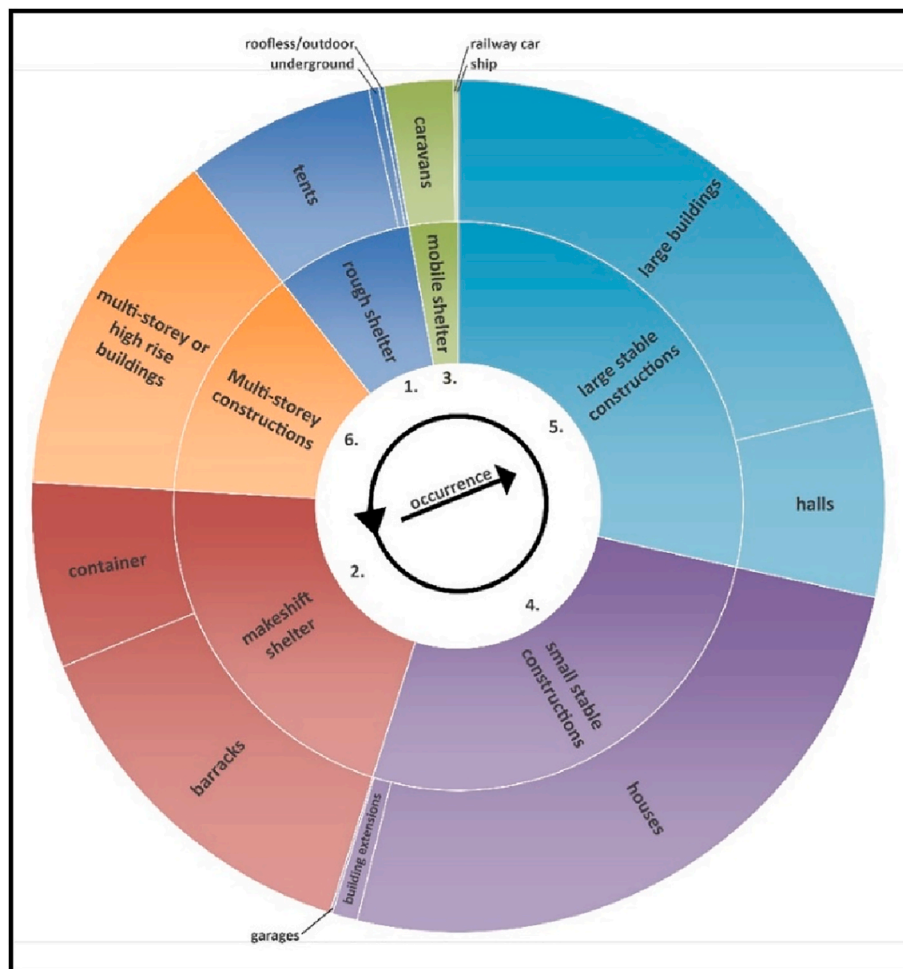 roofless/outdoor
underground
railway car
ship
tents
caravans
large buildings
multi-storey or
high rise
buildings
rough shelter
mobile shelter
Multi-storey
constructions
large stable
constructions
1.
3.
6.
5.
occurrence
halls
container
2.
4.
makeshift
shelter
small stable
constructions
barracks
houses
building extensions
garages